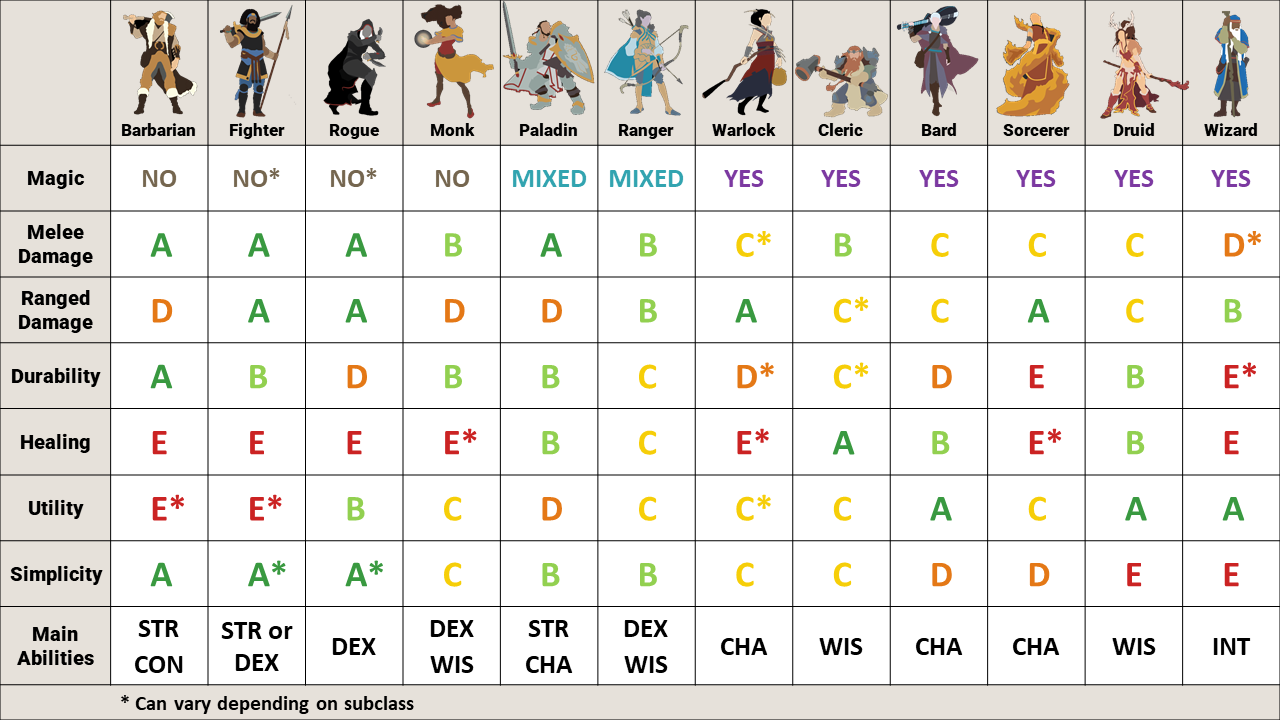 Barbarian Fighter Rogue Monk Paladin Ranger Warlock Cleric Bard Sorcerer Druid Wizard
Magic NO NO* NO* NO MIXED MIXED YES YES YES YES YES YES
Melee
Damage A A A B A B C* B C C C D*
Ranged
Damage D A A D D B A C* C A C B
Durability A B D B B C D* C* D E B E*
Healing E E E E* B C E* A B E* B E
Utility E* E* B C D C C* C A C A A
Simplicity A A* A* C B B C C D D E E
Main
Abilities
STR
CON
STR or
DEX
DEX
DEX
WIS
STR
CHA
DEX
WIS
CHA
WIS
CHA
CHA
WIS
INT
* Can vary depending on subclass